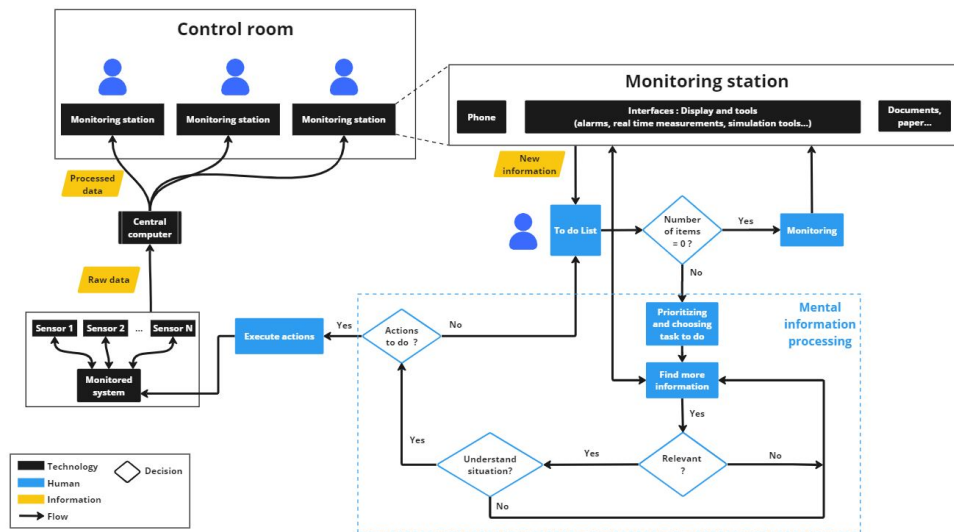 Control room
Monitoring station
Monitoring station
Monitoring station
Monitoring station
Phone
Interfaces : Display and tools
(alarms, real time measurements, simulation tools...)
Documents,
paper...
Processed
data
New
information
Central
computer
To do List
Number
of items
= 0 ?
Yes
Monitoring
No
Raw data
Sensor 1
Sensor 2
...
Sensor N
Monitored
system
Execute actions
Yes
Actions
to do ?
No
Prioritizing
and choosing
task to do
Mental
information
processing
Find more
information
Yes
Yes
Understand
situation?
Yes
Relevant
?
No
No
Technology
Human
Information
Flow
Decision